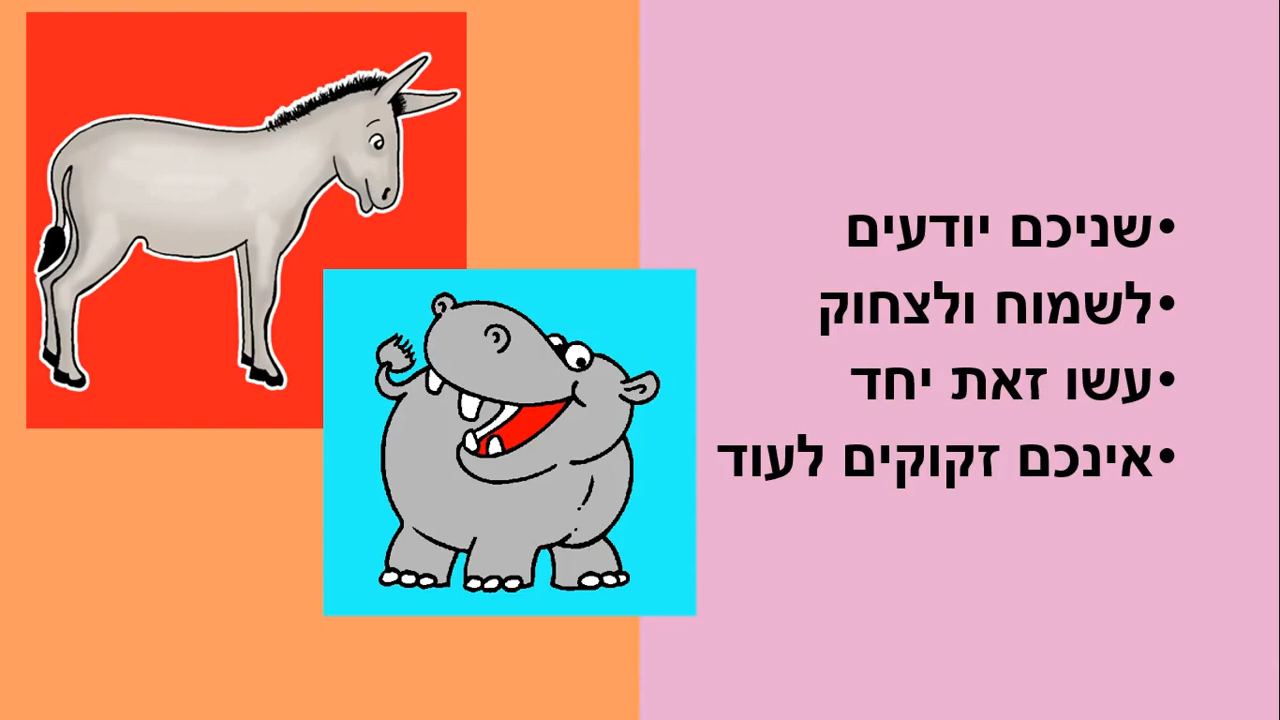 •שניכם יודעים
•לשמוח ולצחוק
•עשו זאת יחד
•אינכם זקוקים לעוד